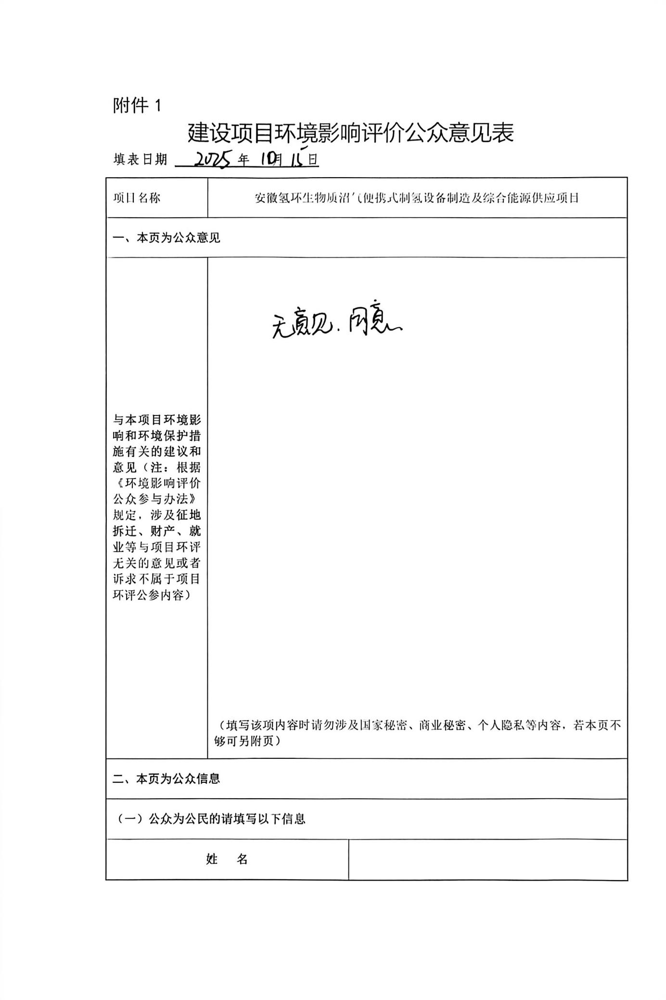 附件 1
建设项目环境影响评价公众意见表
填表日期 2025 年 10月 15日
项目名称
安徽氢环生物质沼气便携式制氢设备制造及综合能源供应项目
一、本页为公众意见
与本项目环境影
响和环境保护措
施有关的建议和
意见（注：根据
《环境影响评价
公众参与办法》
规定，涉及征地
拆迁、财产、就
业等与项目环评
无关的意见或者
诉求不属于项目
环评公参内容）
无意见.同意
（填写该项内容时请勿涉及国家秘密、商业秘密、个人隐私等内容，若本页不
够可另附页）
二、本页为公众信息
（一）公众为公民的请填写以下信息
姓 名